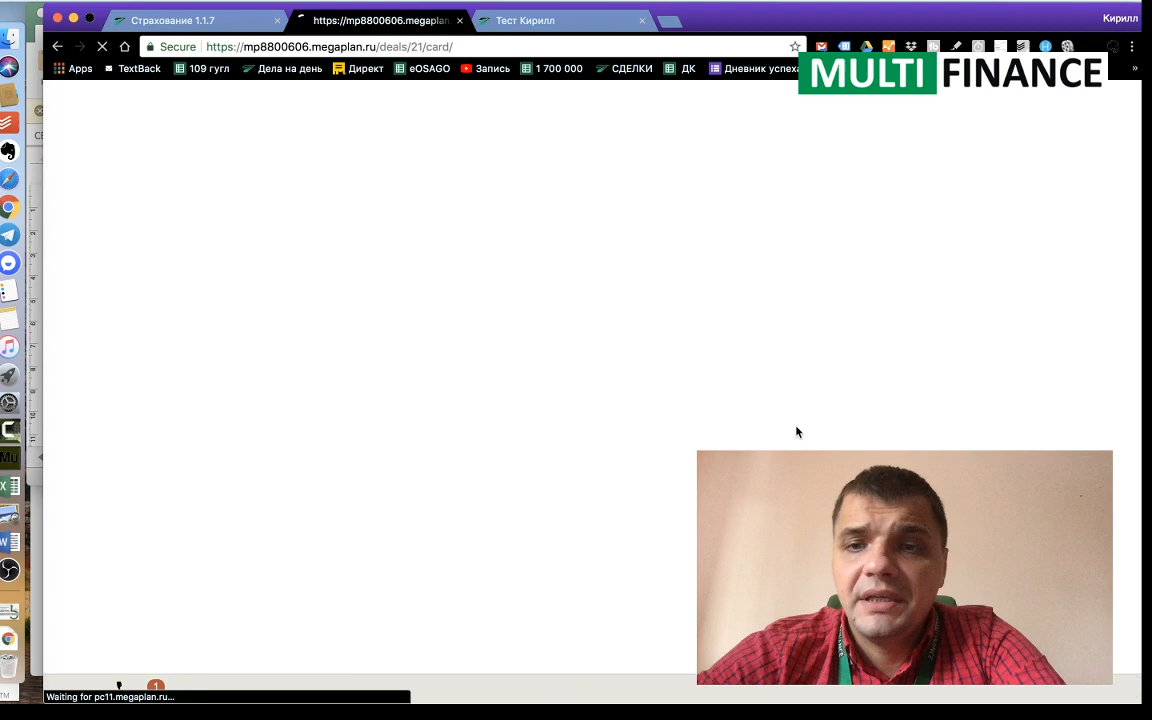 Страхование 1.1.7
https://mp8800606.megaplan.
Тест Кирилл
Кирилл
Secure
https://mp8800606.megaplan.ru/deals/21/card/
Apps
TextBack
109 гугл
Дела на день
Директ
eOSAGO
Запись
1 700 000
СДЕЛКИ
ДК
Дневник успеха
»
MULTI FINANCE
1
Waiting for pc11.megaplan.ru...